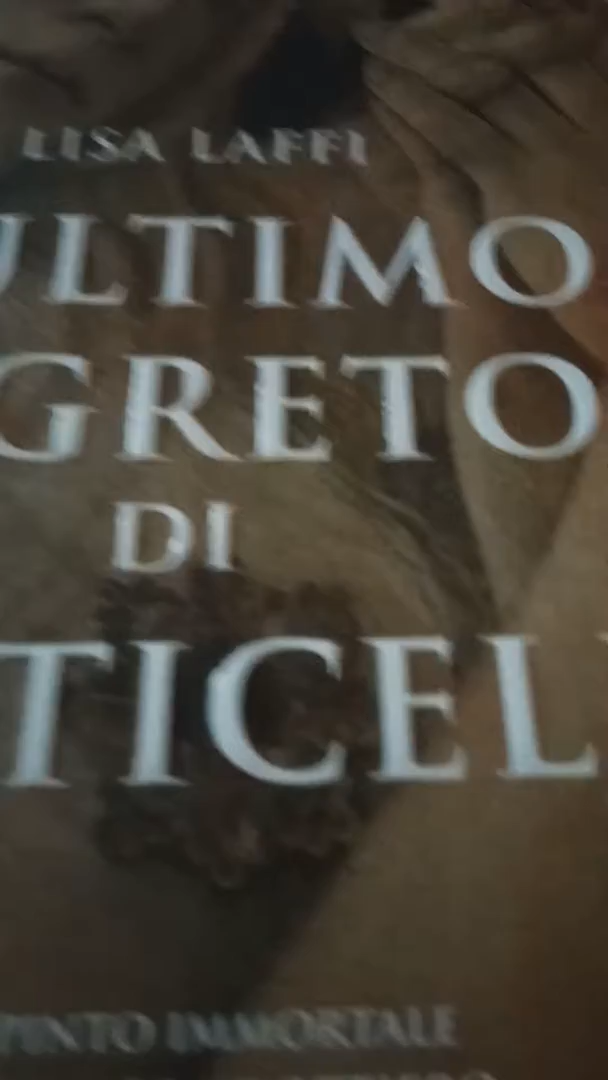 LISA LAFFI
ULTIMO
GRETO
DI
TICEL
PINTO IMMORTALE